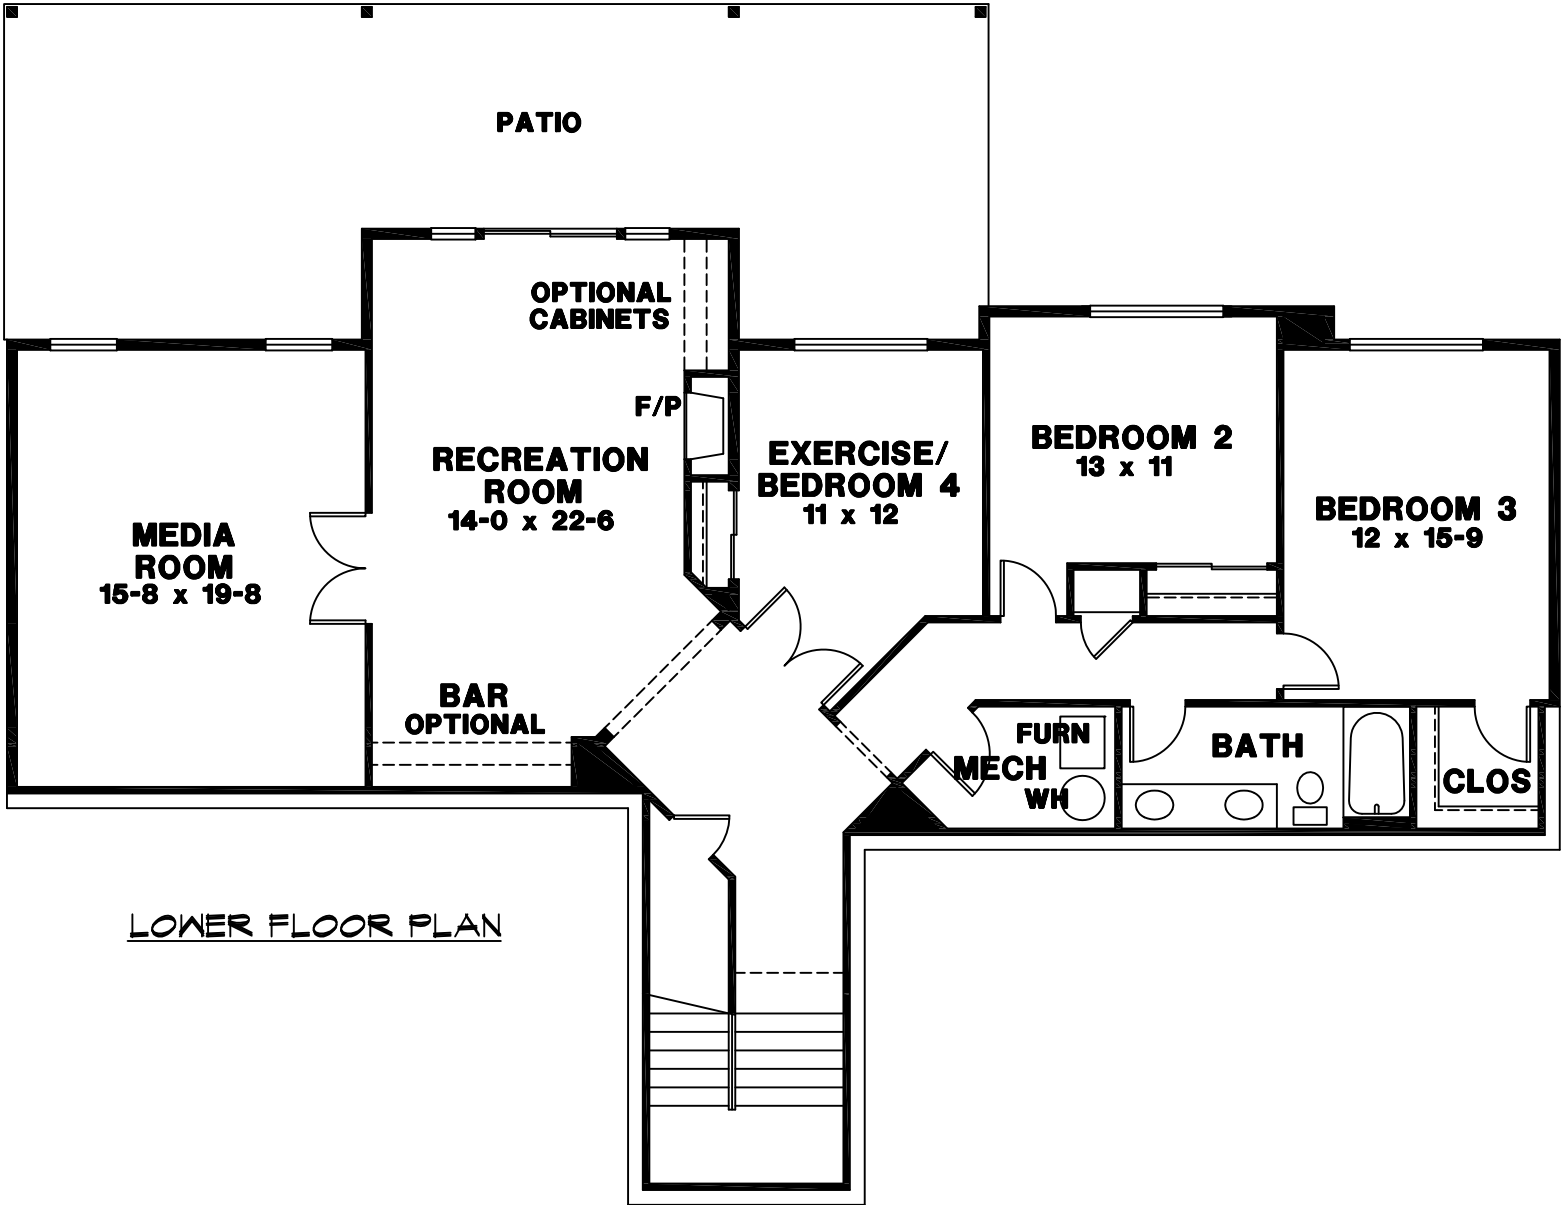 PATIO
OPTIONAL
CABINETS
F/P
RECREATION
ROOM
14-0 x 22-6
MEDIA
ROOM
15-8 x 19-8
EXERCISE/
BEDROOM 4
11 x 12
BEDROOM 2
13 x 11
BEDROOM 3
12 x 15-9
BAR
OPTIONAL
FURN
MECH
WH
BATH
CLOS
LOWER FLOOR PLAN